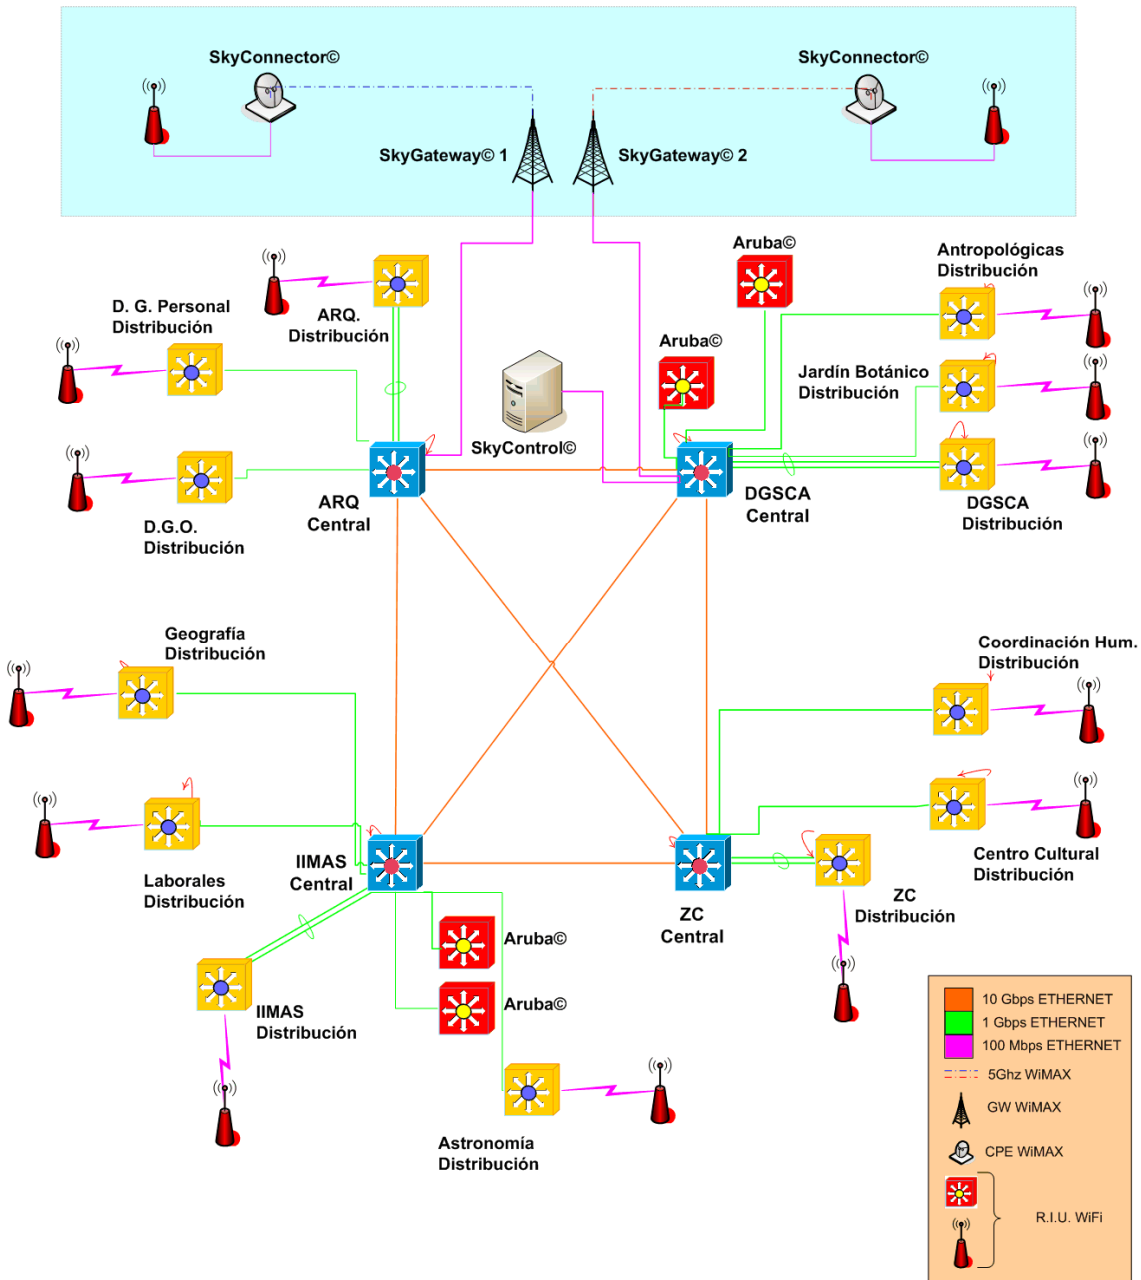 SkyConnector©
SkyConnector©
SkyGateway© 1
SkyGateway© 2
Aruba©
Antropológicas
Distribución
D. G. Personal
Distribución
ARQ.
Distribución
Aruba©
Jardín Botánico
Distribución
SkyControl©
ARQ
Central
DGSCA
Central
DGSCA
Distribución
D.G.O.
Distribución
Geografía
Distribución
Coordinación Hum.
Distribución
IIMAS
Central
Laborales
Distribución
Centro Cultural
Distribución
ZC
Central
ZC
Distribución
Aruba©
Aruba©
IIMAS
Distribución
Astronomía
Distribución
10 Gbps ETHERNET
1 Gbps ETHERNET
100 Mbps ETHERNET
5Ghz WiMAX
GW WiMAX
CPE WiMAX
R.I.U. WiFi